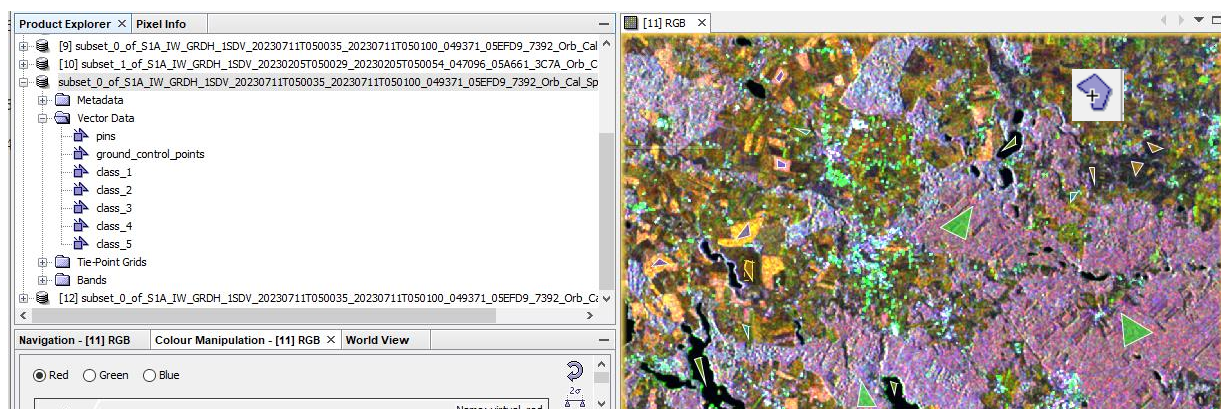 Product Explorer Pixel Info
[9] subset_0_of_S1A_IW_GRDH_1SDV_20230711T050035_20230711T050100_049371_05EFD9_7392_Orb_Cal
[10] subset_1_of_S1A_IW_GRDH_1SDV_20230205T050029_20230205T050054_047096_05A661_3C7A_Orb_C
subset_0_of_S1A_IW_GRDH_1SDV_20230711T050035_20230711T050100_049371_05EFD9_7392_Orb_Cal_Sp
Metadata
Vector Data
pins
ground_control_points
class_1
class_2
class_3
class_4
class_5
Tie-Point Grids
Bands
[12] subset_0_of_S1A_IW_GRDH_1SDV_20230711T050035_20230711T050100_049371_05EFD9_7392_Orb_Ca
Navigation - [11] RGB Colour Manipulation - [11] RGB World View
Red Green Blue
2σ
[11] RGB